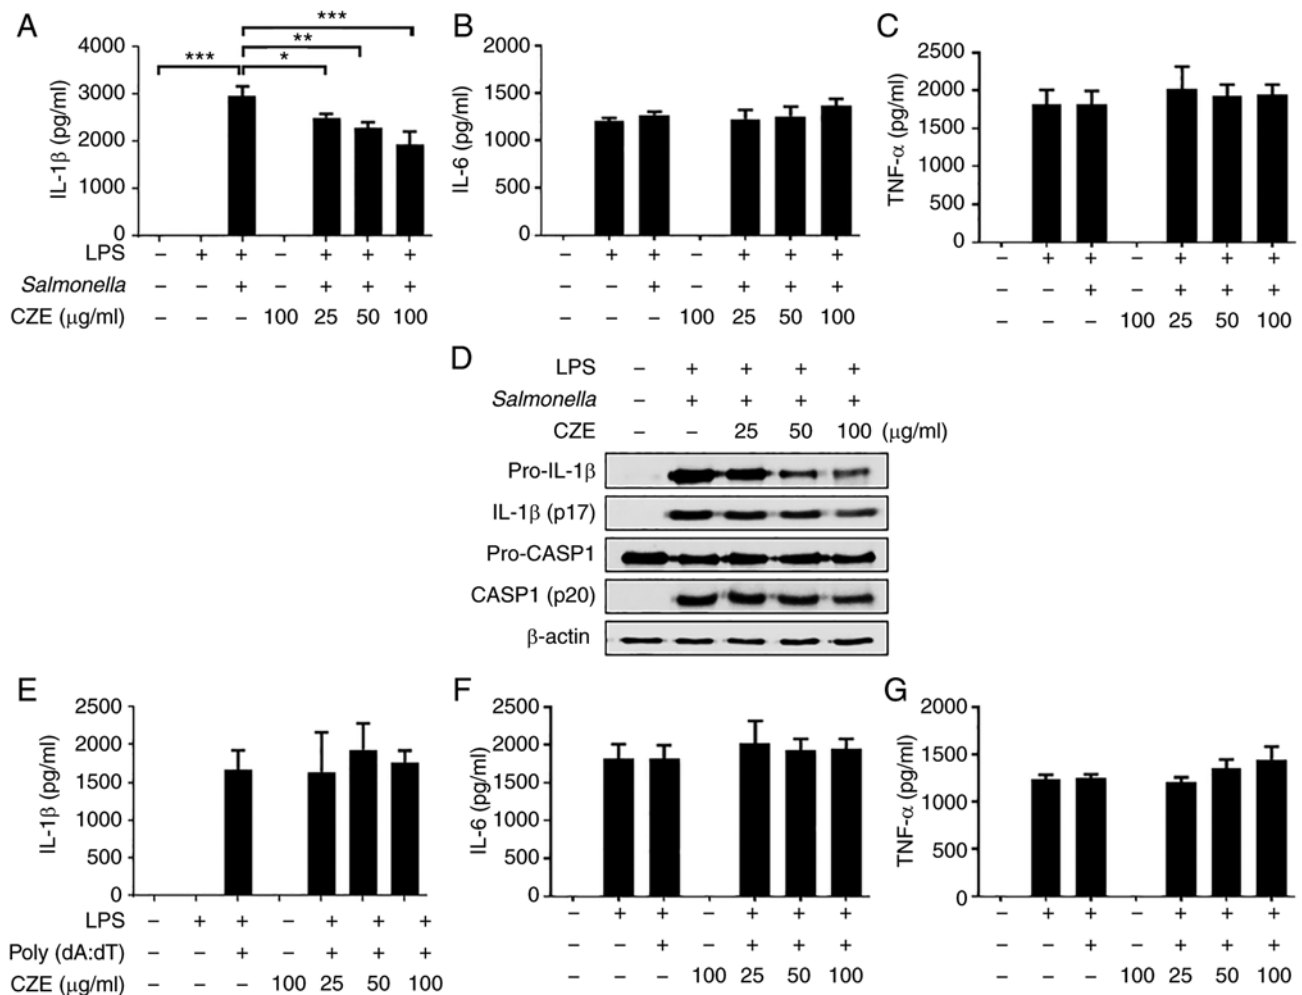 A
B
C
***
**
***
*
4000
3000
2000
1000
0
IL-1β (pg/ml)
2000
1500
1000
500
0
IL-6 (pg/ml)
2500
2000
1500
1000
500
0
TNF-α (pg/ml)
LPS – + + – + + +
Salmonella – – + – + + +
CZE (μg/ml) – – – 100 25 50 100
– + + – + + +
– – + – + + +
– – – 100 25 50 100
– + + – + + +
– – + – + + +
– – – 100 25 50 100
D
LPS – + + + +
Salmonella – + + + +
CZE – – 25 50 100 (μg/ml)
Pro-IL-1β
IL-1β (p17)
Pro-CASP1
CASP1 (p20)
β-actin
E
F
G
2500
2000
1500
1000
500
0
IL-1β (pg/ml)
2500
2000
1500
1000
500
0
IL-6 (pg/ml)
2000
1500
1000
500
0
TNF-α (pg/ml)
LPS – + + – + + +
Poly (dA:dT) – – + – + + +
CZE (μg/ml) – – – 100 25 50 100
– + + – + + +
– – + – + + +
– – – 100 25 50 100
– + + – + + +
– – + – + + +
– – – 100 25 50 100